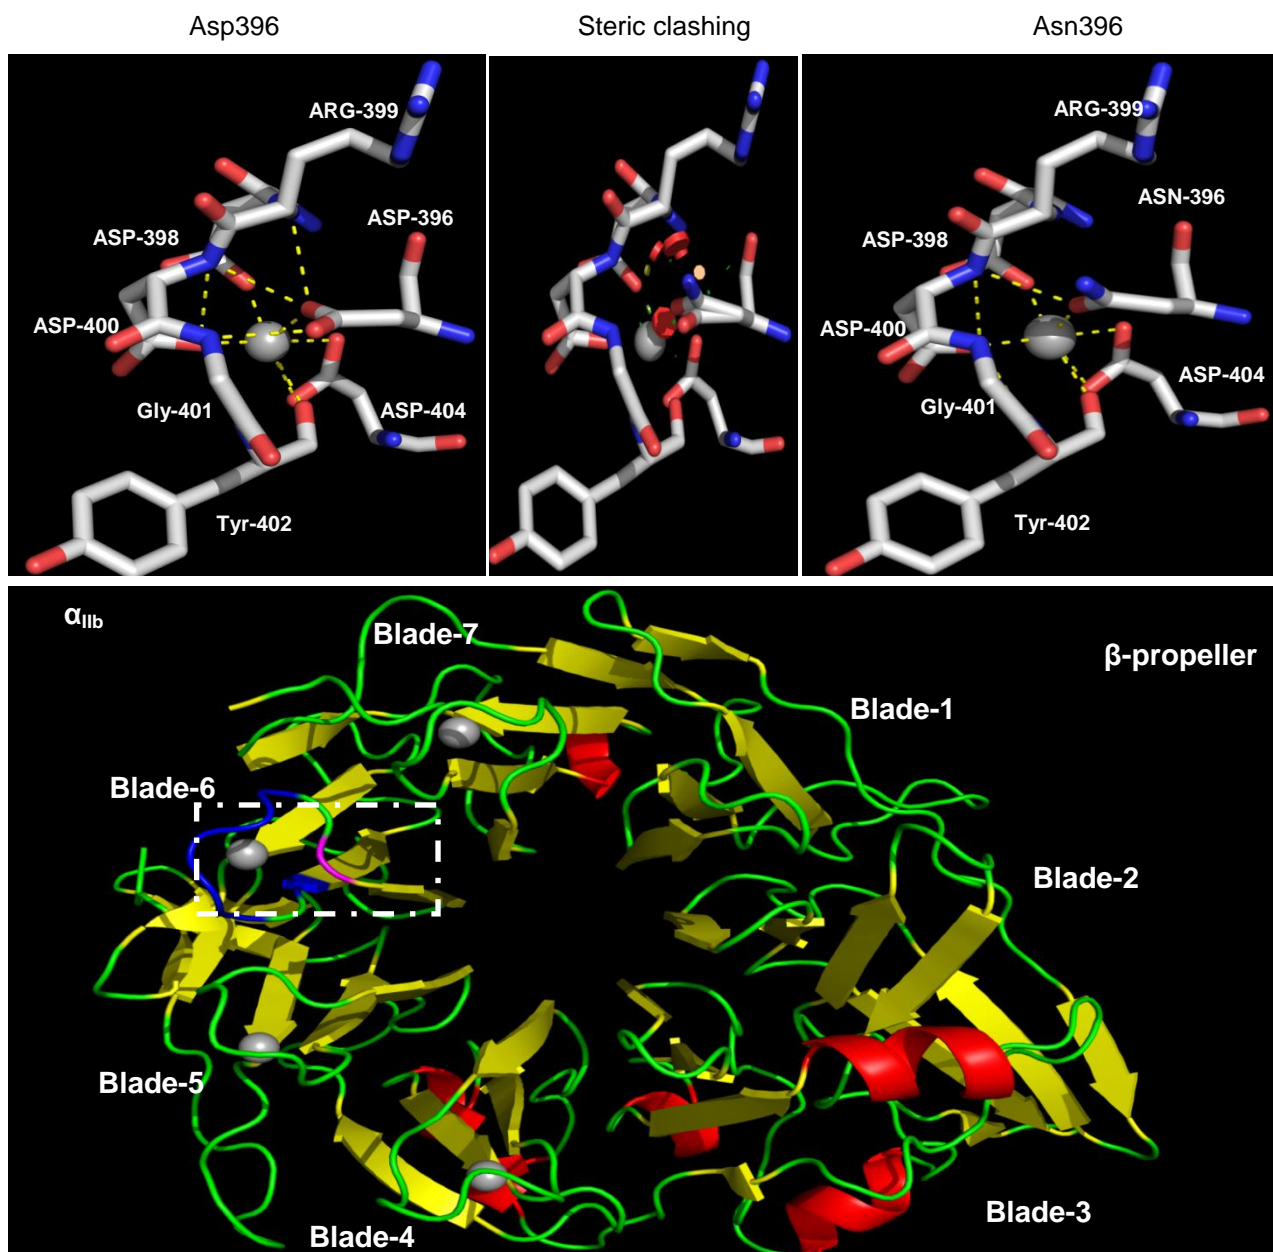 Asp396
Steric clashing
Asn396
ARG-399
ASP-396
ASP-398
ASP-400
Gly-401
ASP-404
Tyr-402
ARG-399
ASN-396
ASP-398
ASP-400
ASP-404
Gly-401
Tyr-402
αIIb
Blade-7
β-propeller
Blade-1
Blade-6
Blade-2
Blade-5
Blade-3
Blade-4